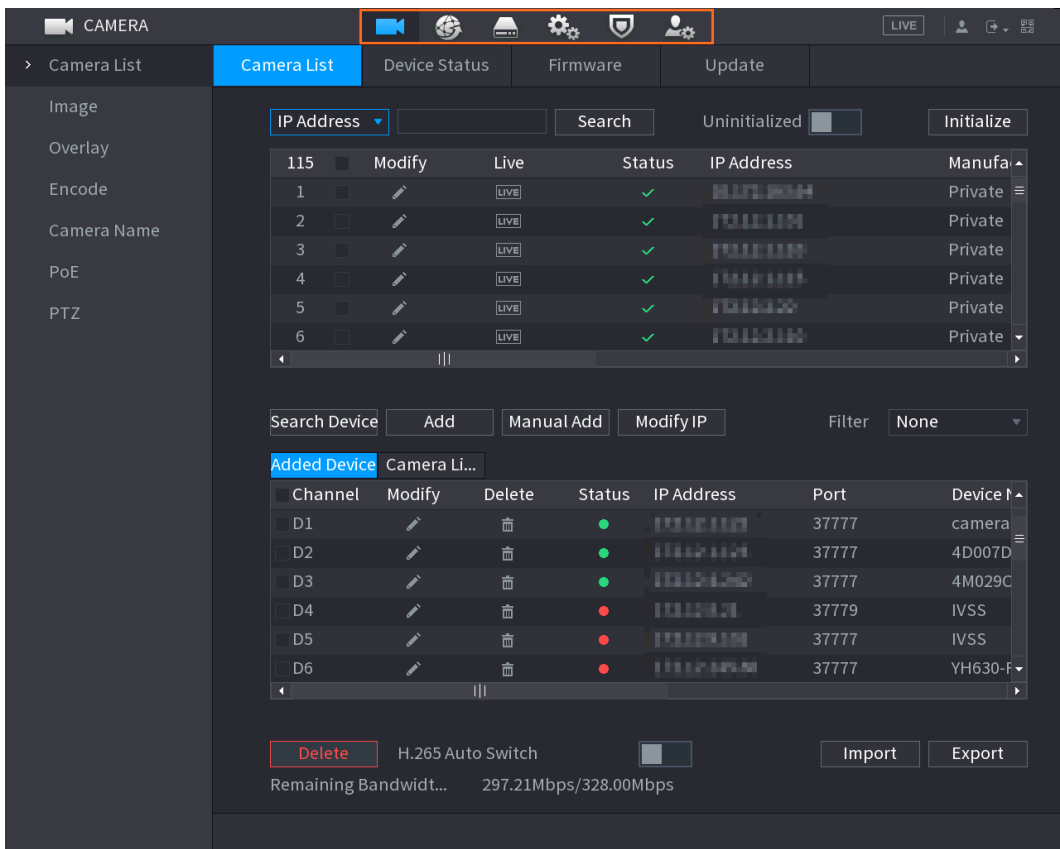 CAMERA LIVE
Camera List Camera List Device Status Firmware Update
Image
Overlay
Encode
Camera Name
PoE
PTZ
IP Address Search Uninitialized Initialize
115 Modify Live Status IP Address Manufa
1 LIVE Private
2 LIVE Private
3 LIVE Private
4 LIVE Private
5 LIVE Private
6 LIVE Private
Search Device Add Manual Add Modify IP Filter None
Added Device Camera Li...
Channel Modify Delete Status IP Address Port Device N
D1 37777 camera
D2 37777 4D007D
D3 37777 4M029C
D4 37779 IVSS
D5 37777 IVSS
D6 37777 YH630-F
Delete H.265 Auto Switch Import Export
Remaining Bandwidt... 297.21Mbps/328.00Mbps